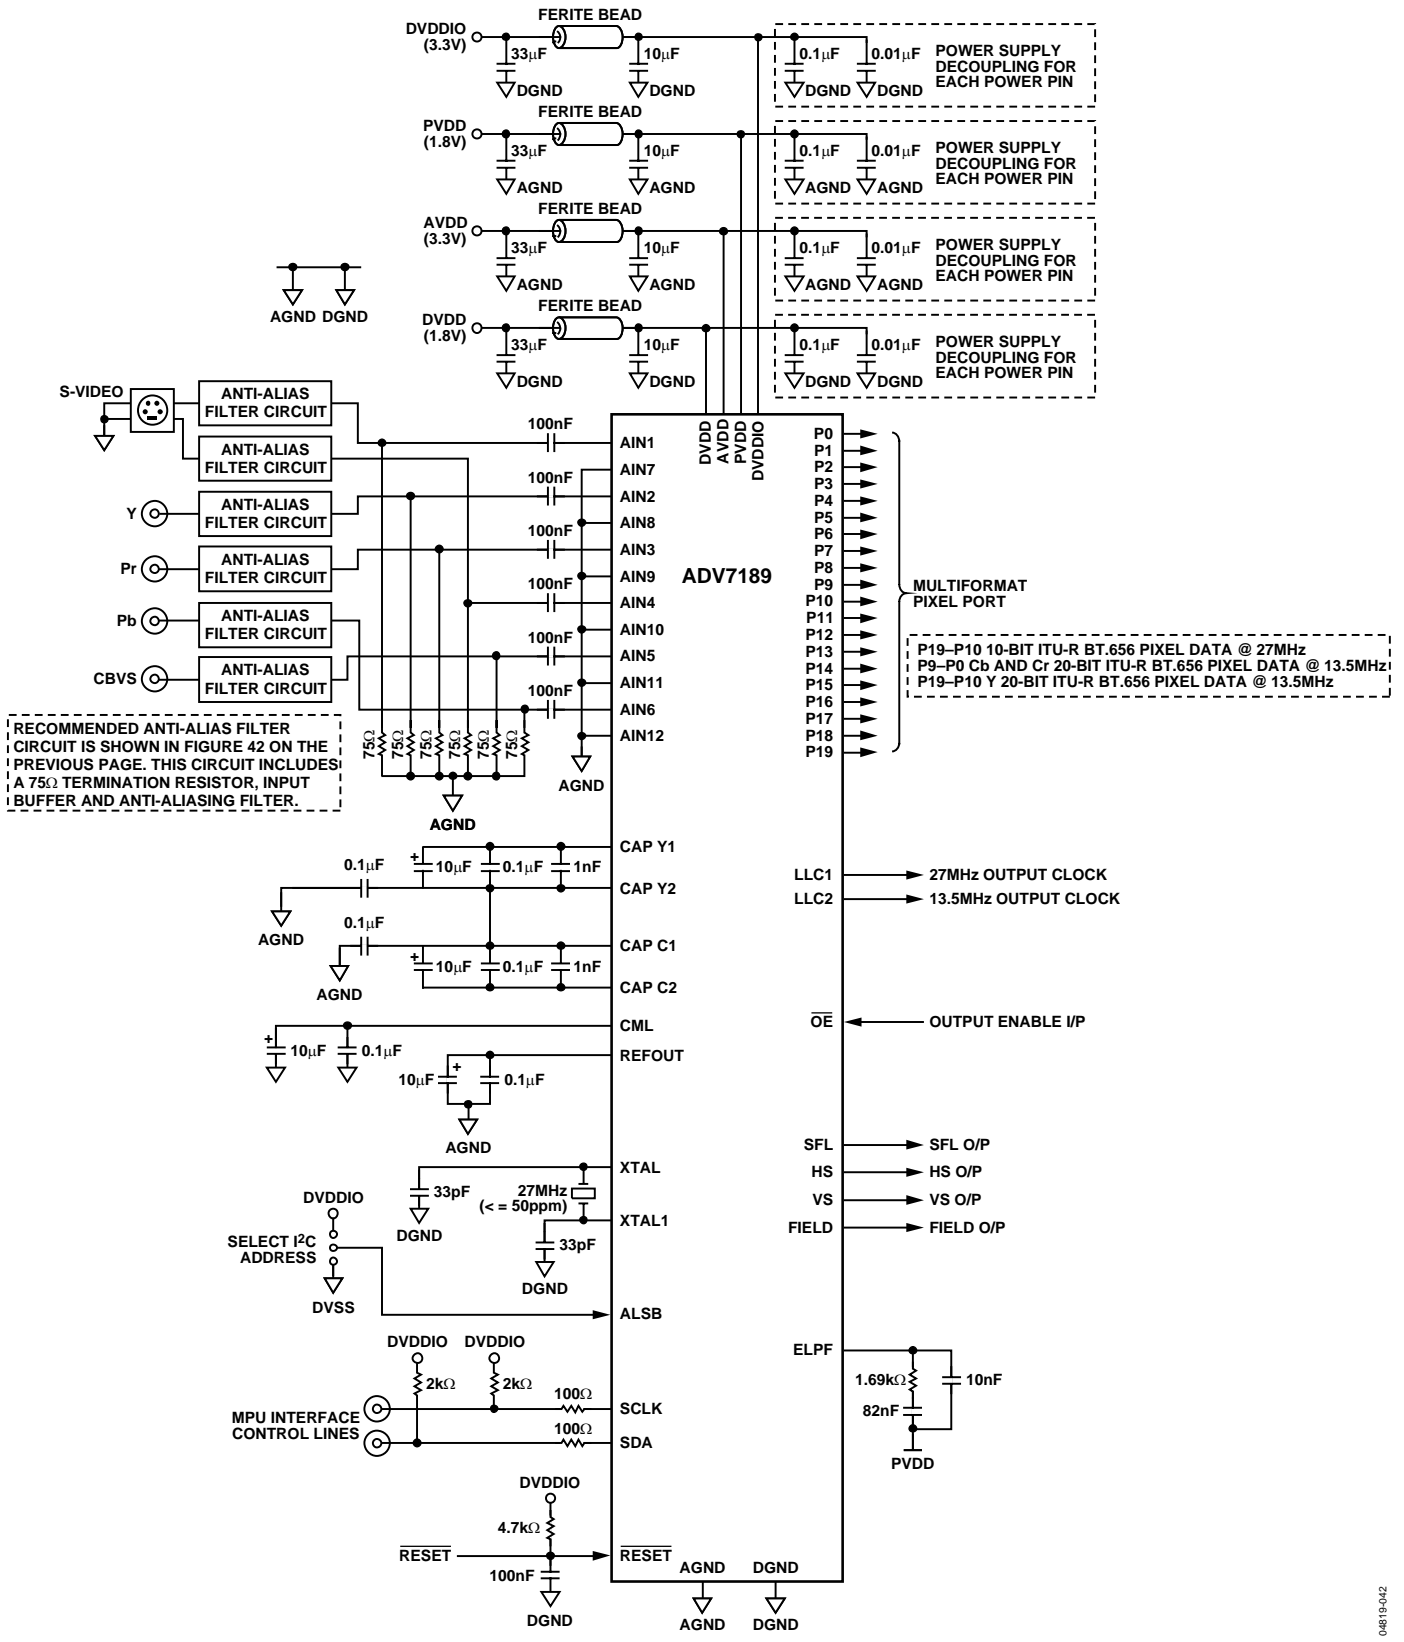 FERITE BEAD
DVDDIO
(3.3V)
33μF
10μF
0.1μF
0.01μF
DGND
DGND
DGND
DGND
POWER SUPPLY
DECOUPLING FOR
EACH POWER PIN
FERITE BEAD
PVDD
(1.8V)
33μF
10μF
0.1μF
0.01μF
AGND
AGND
AGND
AGND
POWER SUPPLY
DECOUPLING FOR
EACH POWER PIN
FERITE BEAD
AVDD
(3.3V)
33μF
10μF
0.1μF
0.01μF
AGND
AGND
AGND
AGND
POWER SUPPLY
DECOUPLING FOR
EACH POWER PIN
AGND DGND
FERITE BEAD
DVDD
(1.8V)
33μF
10μF
0.1μF
0.01μF
DGND
DGND
DGND
DGND
POWER SUPPLY
DECOUPLING FOR
EACH POWER PIN
S-VIDEO
ANTI-ALIAS
FILTER CIRCUIT
ANTI-ALIAS
FILTER CIRCUIT
Y
ANTI-ALIAS
FILTER CIRCUIT
Pr
ANTI-ALIAS
FILTER CIRCUIT
Pb
ANTI-ALIAS
FILTER CIRCUIT
CBVS
ANTI-ALIAS
FILTER CIRCUIT
RECOMMENDED ANTI-ALIAS FILTER
CIRCUIT IS SHOWN IN FIGURE 42 ON THE
PREVIOUS PAGE. THIS CIRCUIT INCLUDES
A 75Ω TERMINATION RESISTOR, INPUT
BUFFER AND ANTI-ALIASING FILTER.
100nF
100nF
100nF
100nF
100nF
100nF
75Ω
75Ω
75Ω
75Ω
75Ω
75Ω
AGND
AGND
AIN1
AIN7
AIN2
AIN8
AIN3
AIN9
AIN4
AIN10
AIN5
AIN11
AIN6
AIN12
DVDD
AVDD
PVDD
DVDDIO
ADV7189
P0
P1
P2
P3
P4
P5
P6
P7
P8
P9
P10
P11
P12
P13
P14
P15
P16
P17
P18
P19
MULTIFORMAT
PIXEL PORT
P19–P10 10-BIT ITU-R BT.656 PIXEL DATA @ 27MHz
P9–P0 Cb AND Cr 20-BIT ITU-R BT.656 PIXEL DATA @ 13.5MHz
P19–P10 Y 20-BIT ITU-R BT.656 PIXEL DATA @ 13.5MHz
CAP Y1
0.1μF
+
10μF
0.1μF
1nF
CAP Y2
AGND
0.1μF
CAP C1
+
10μF
0.1μF
1nF
AGND
CAP C2
CML
+
10μF
0.1μF
REFOUT
10μF
+
0.1μF
AGND
LLC1
27MHz OUTPUT CLOCK
LLC2
13.5MHz OUTPUT CLOCK
OE
OUTPUT ENABLE I/P
SFL
SFL O/P
HS
HS O/P
VS
VS O/P
FIELD
FIELD O/P
XTAL
33pF
27MHz
(< = 50ppm)
DGND
XTAL1
33pF
DGND
DVDDIO
SELECT I2C
ADDRESS
DVSS
ALSB
DVDDIO
DVDDIO
2kΩ
2kΩ
100Ω
SCLK
MPU INTERFACE
CONTROL LINES
100Ω
SDA
ELPF
1.69kΩ
10nF
82nF
PVDD
DVDDIO
4.7kΩ
RESET
RESET
100nF
DGND
AGND
DGND
AGND
DGND
04819-042